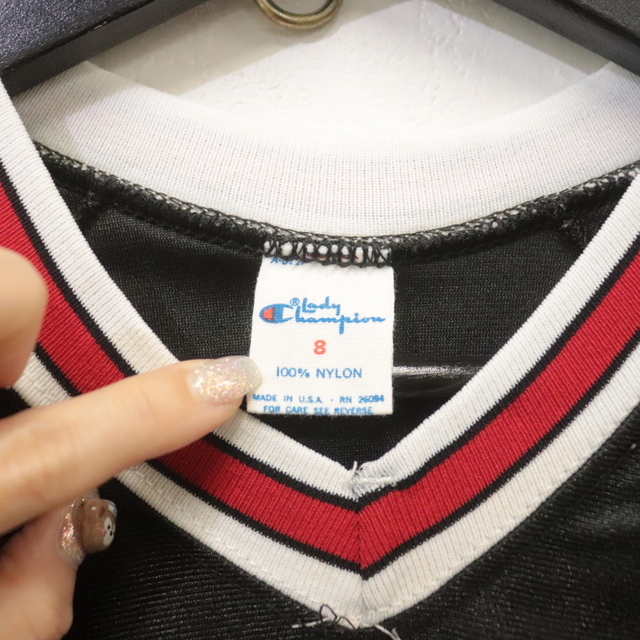 ®Lady
Champion
8
100% NYLON
MADE IN U.S.A. · RN 26094
FOR CARE SEE REVERSE